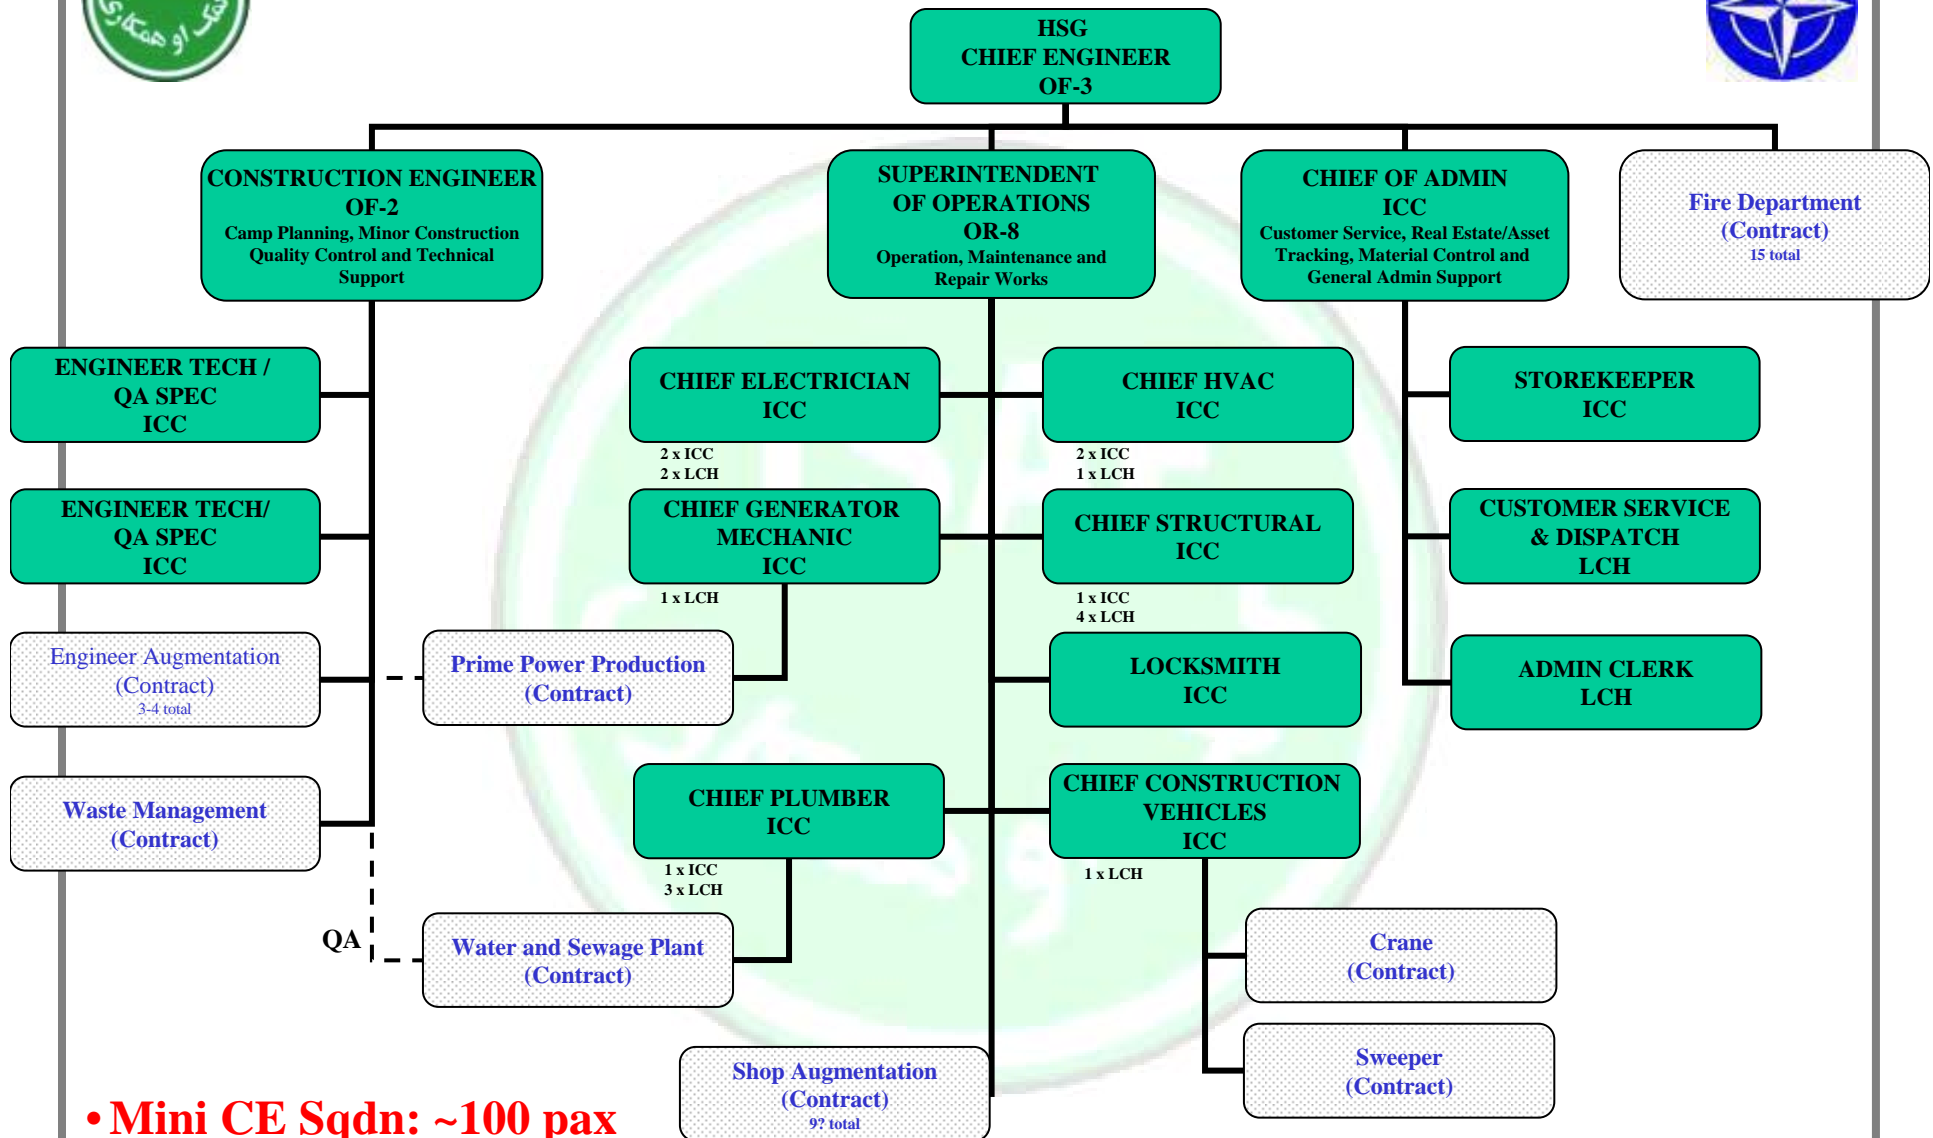 او همکاری
HSG
CHIEF ENGINEER
OF-3
CONSTRUCTION ENGINEER
OF-2
Camp Planning, Minor Construction
Quality Control and Technical
Support
SUPERINTENDENT
OF OPERATIONS
OR-8
Operation, Maintenance and
Repair Works
CHIEF OF ADMIN
ICC
Customer Service, Real Estate/Asset
Tracking, Material Control and
General Admin Support
Fire Department
(Contract)
15 total
ENGINEER TECH /
QA SPEC
ICC
CHIEF ELECTRICIAN
ICC
2 x ICC
2 x LCH
CHIEF HVAC
ICC
2 x ICC
1 x LCH
STOREKEEPER
ICC
ENGINEER TECH/
QA SPEC
ICC
CHIEF GENERATOR
MECHANIC
ICC
1 x LCH
CHIEF STRUCTURAL
ICC
1 x ICC
4 x LCH
CUSTOMER SERVICE
& DISPATCH
LCH
Engineer Augmentation
(Contract)
3-4 total
Prime Power Production
(Contract)
LOCKSMITH
ICC
ADMIN CLERK
LCH
Waste Management
(Contract)
CHIEF PLUMBER
ICC
1 x ICC
3 x LCH
CHIEF CONSTRUCTION
VEHICLES
ICC
1 x LCH
QA
Water and Sewage Plant
(Contract)
Crane
(Contract)
Shop Augmentation
(Contract)
9? total
Sweeper
(Contract)
• Mini CE Sqdn: ~100 pax